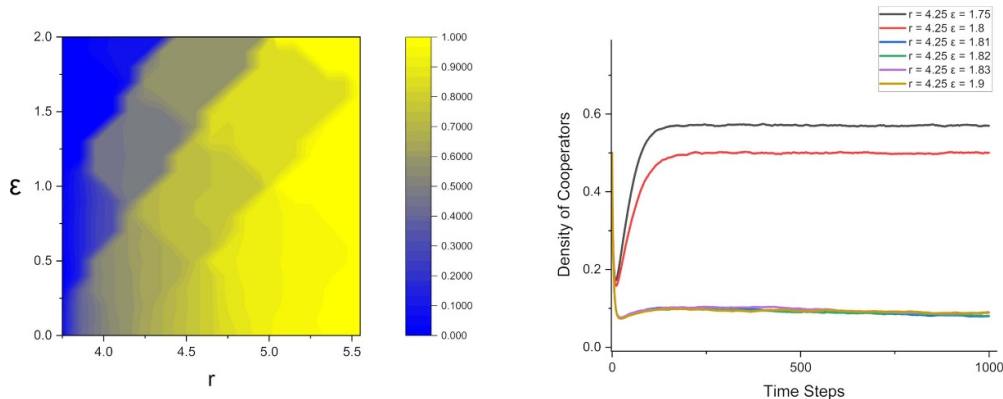 2.0
1.5
1.0
0.5
0.0
ε
4.0 4.5 5.0 5.5
r
1.000
0.9000
0.8000
0.7000
0.6000
0.5000
0.4000
0.3000
0.2000
0.1000
0.000
r = 4.25 ε = 1.75
r = 4.25 ε = 1.8
r = 4.25 ε = 1.81
r = 4.25 ε = 1.82
r = 4.25 ε = 1.83
r = 4.25 ε = 1.9
Density of Cooperators
0.6
0.4
0.2
0.0
0 500 1000
Time Steps